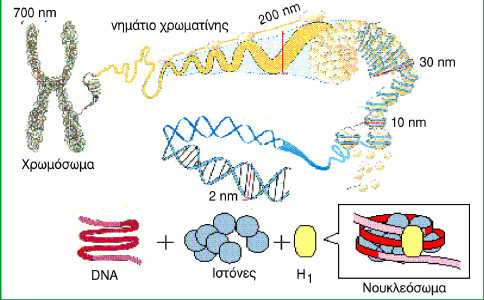 700 nm
νημάτιο χρωματίνης
200 nm
30 nm
10 nm
Χρωμόσωμα
2 nm
DNA
+
Ιστόνες
+
H1
Νουκλεόσωμα